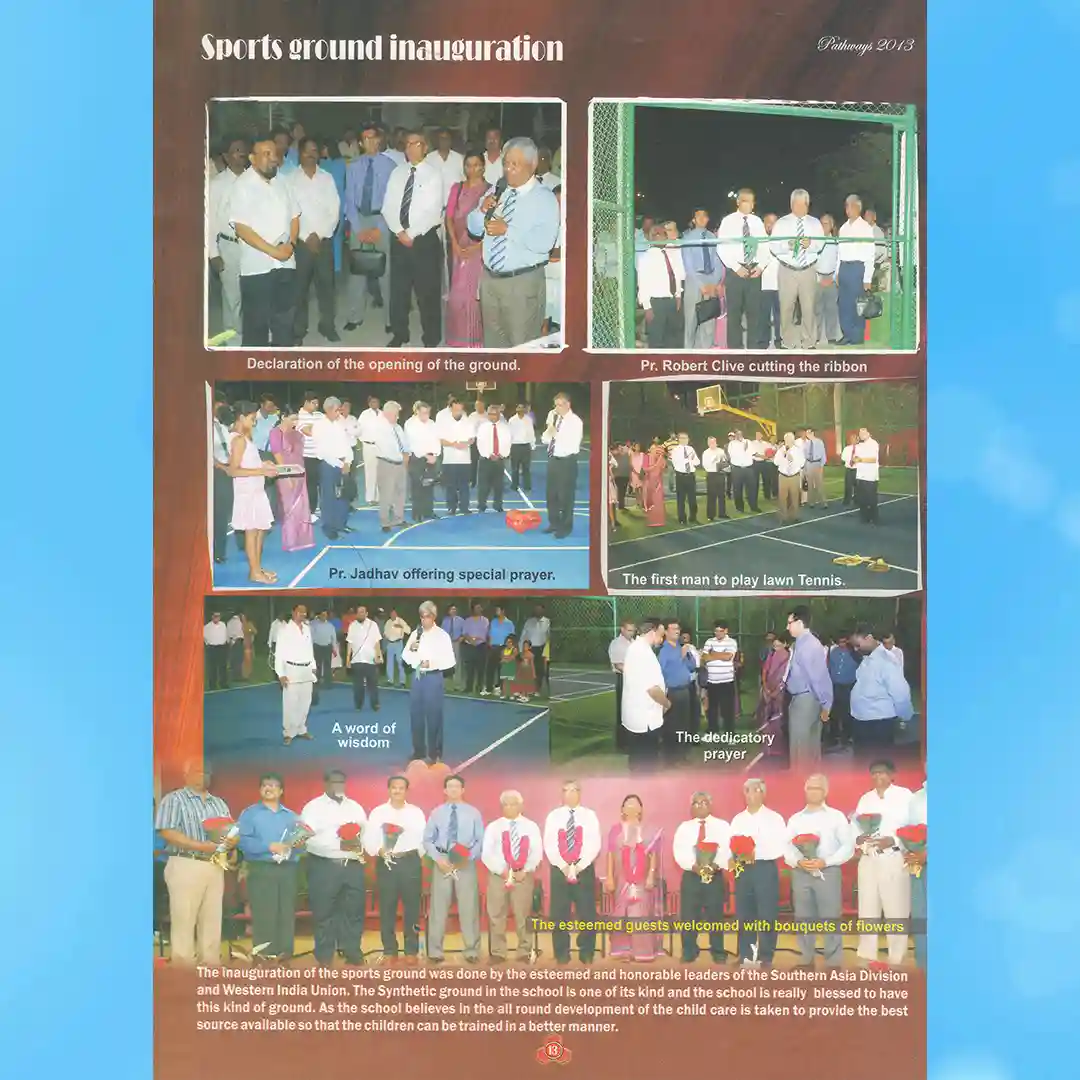 Sports ground inauguration
Pathways 2013
Declaration of the opening of the ground.
Pr. Robert Clive cutting the ribbon
Pr. Jadhav offering special prayer.
The first man to play lawn Tennis.
A word of
wisdom
The dedicatory
prayer
The esteemed guests welcomed with bouquets of flowers
The inauguration of the sports ground was done by the esteemed and honorable leaders of the Southern Asia Division
and Western India Union. The Synthetic ground in the school is one of its kind and the school is really blessed to have
this kind of ground. As the school believes in the all round development of the child care is taken to provide the best
source available so that the children can be trained in a better manner.
13